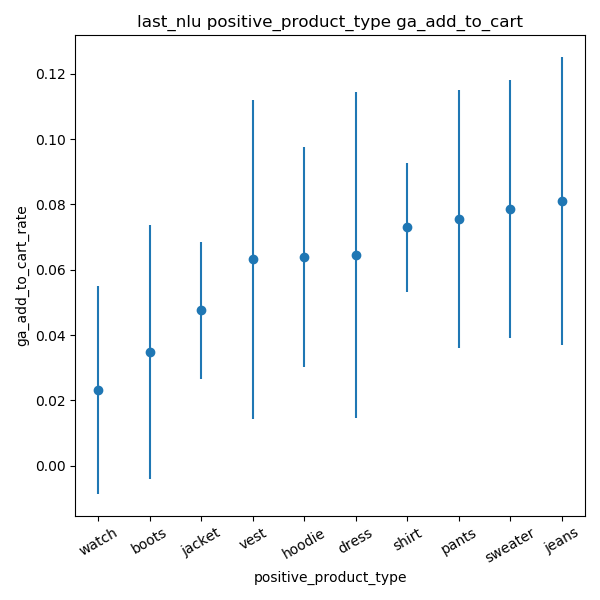 last_nlu positive_product_type ga_add_to_cart
ga_add_to_cart_rate
0.12
0.10
0.08
0.06
0.04
0.02
0.00
watch boots jacket vest hoodie dress shirt pants sweater jeans
positive_product_type